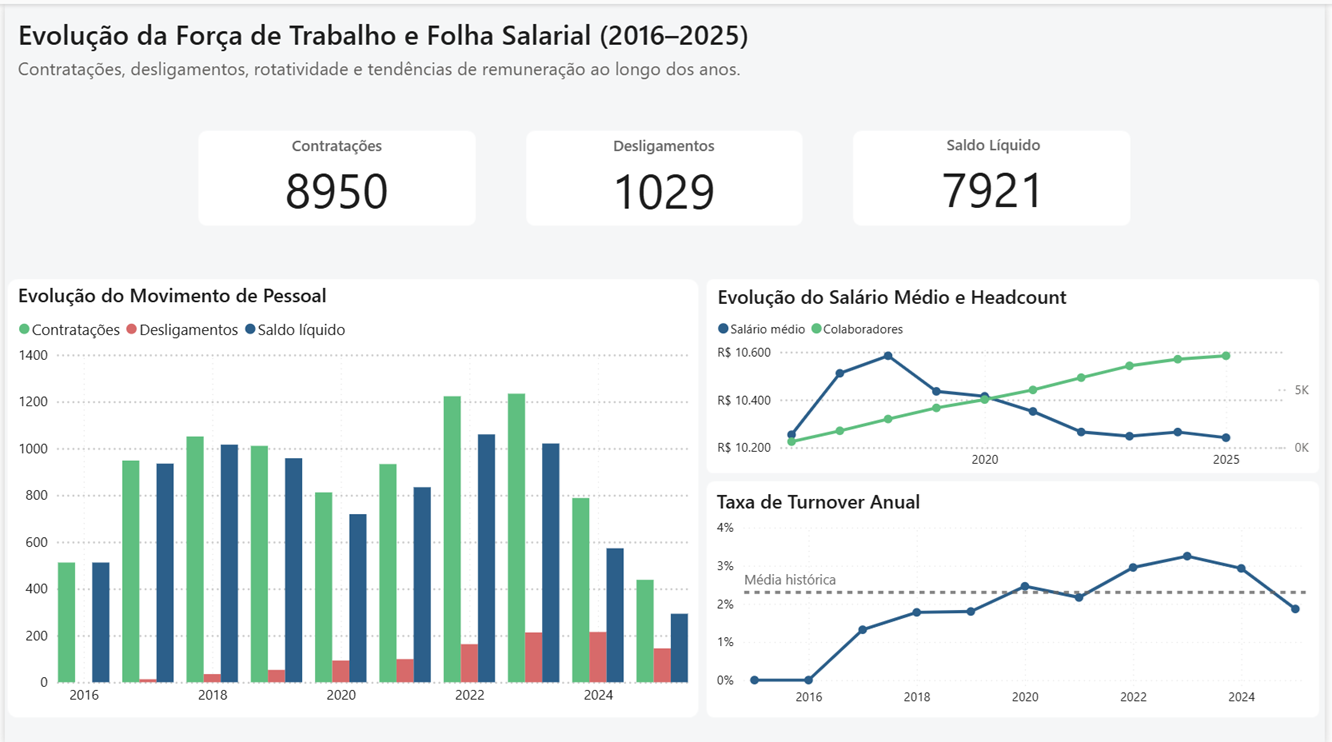 Evolução da Força de Trabalho e Folha Salarial (2016–2025)
Contratações, desligamentos, rotatividade e tendências de remuneração ao longo dos anos.
Contratações
8950
Desligamentos
1029
Saldo Líquido
7921
Evolução do Movimento de Pessoal
Contratações Desligamentos Saldo líquido
1400
1200
1000
800
600
400
200
0
2016 2018 2020 2022 2024
Evolução do Salário Médio e Headcount
Salário médio Colaboradores
R$ 10.600
R$ 10.400
R$ 10.200
5K
0K
2020 2025
Taxa de Turnover Anual
4%
3%
2%
1%
0%
Média histórica
2016 2018 2020 2022 2024